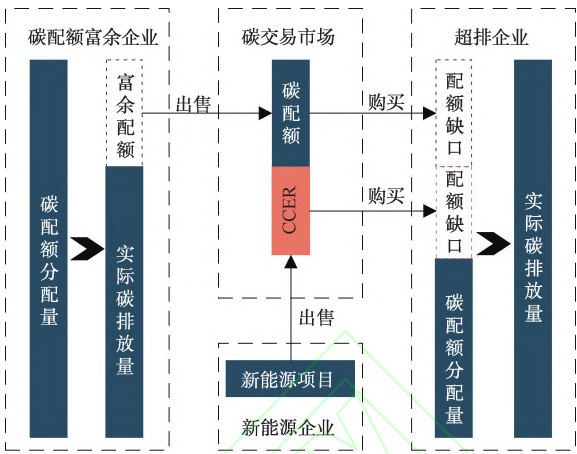 碳配额富余企业
碳配额分配量
富余配额
实际碳排放量
出售
碳交易市场
碳配额
CCER
购买
购买
出售
新能源项目
新能源企业
超排企业
配额缺口
配额缺口
碳配额分配量
实际碳排放量